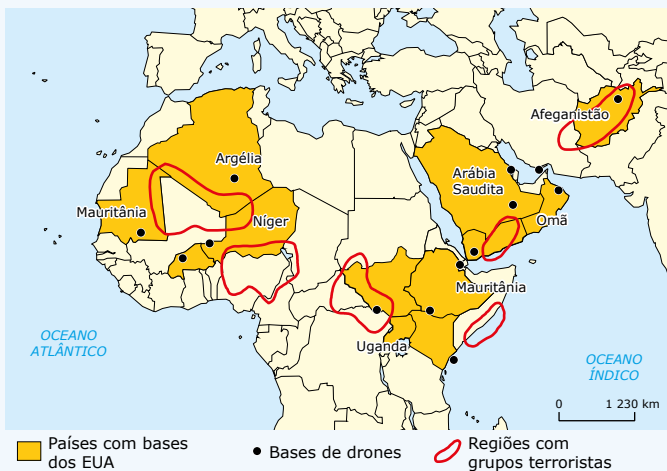 Afeganistão
Argélia
Arábia
Saudita
Mauritânia
Níger
Omã
Mauritânia
Uganda
OCEANO
ATLÂNTICO
OCEANO
ÍNDICO
0 1 230 km
Países com bases
dos EUA
Bases de drones
Regiões com
grupos terroristas